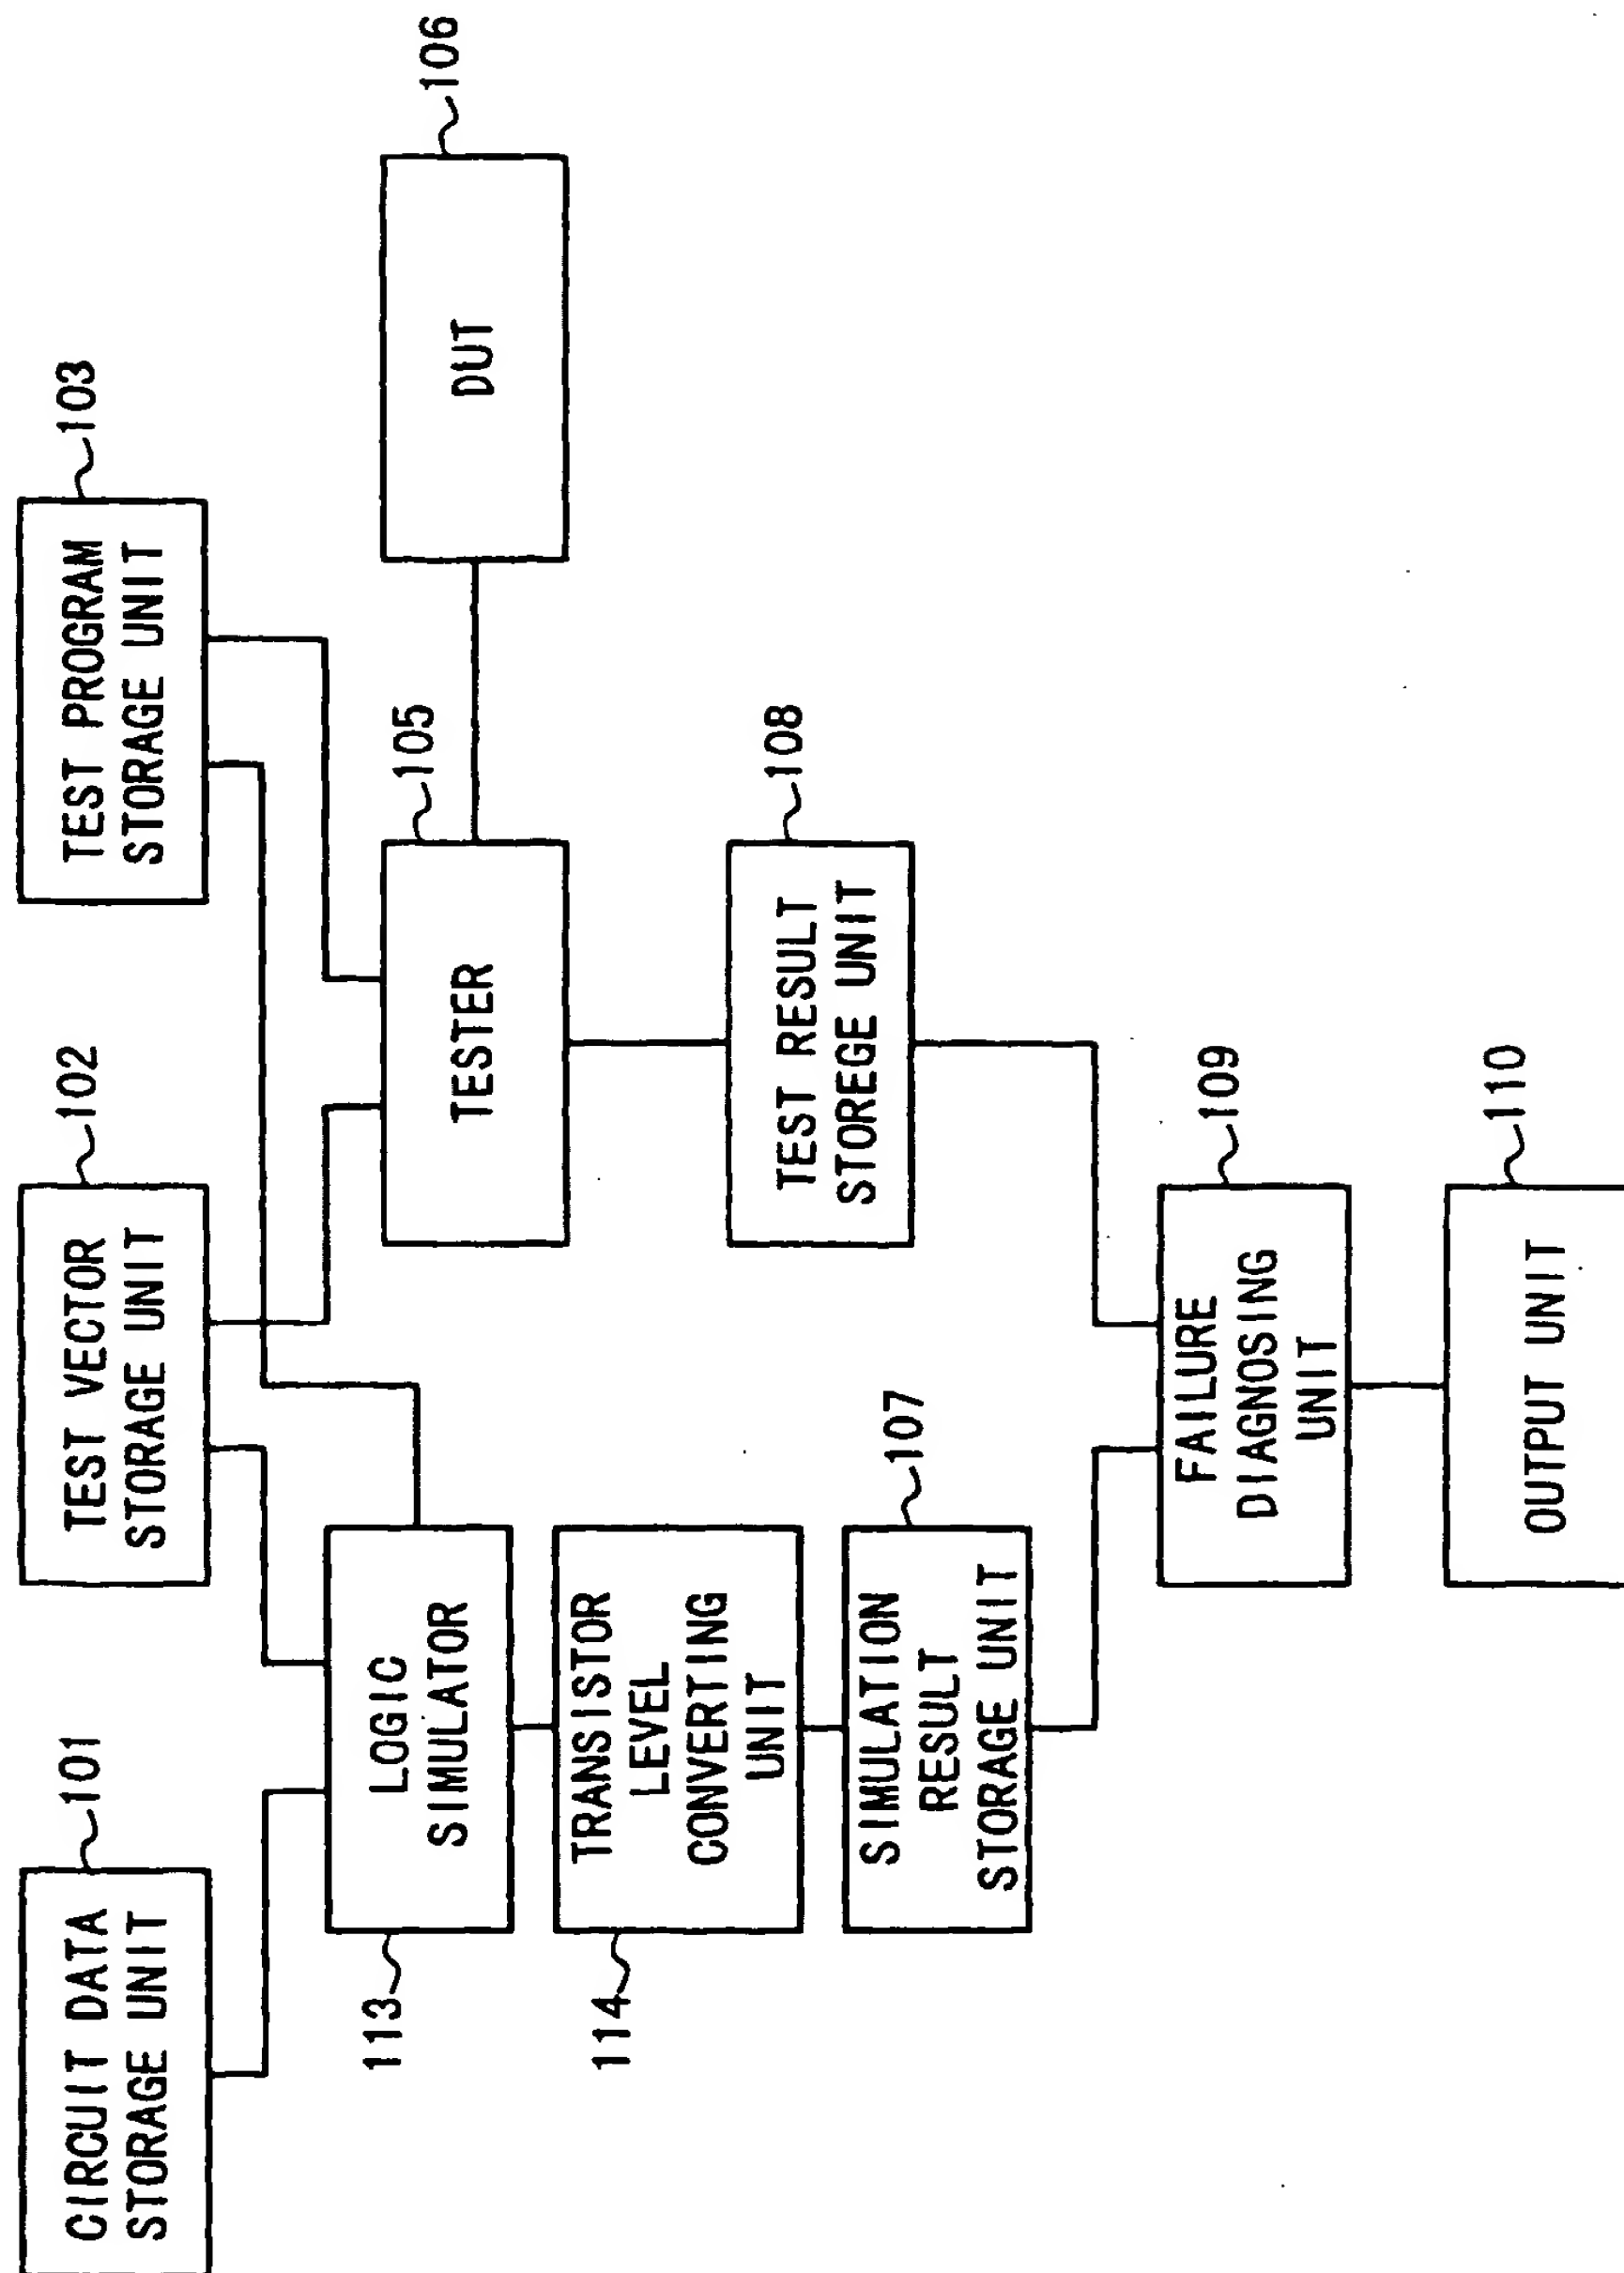 101
CIRCUIT DATA
STORAGE UNIT
102
TEST VECTOR
STORAGE UNIT
103
TEST PROGRAM
STORAGE UNIT
113
LOGIC
SIMULATOR
105
TESTER
106
DUT
114
TRANSISTOR
LEVEL
CONVERTING
UNIT
107
SIMULATION
RESULT
STORAGE UNIT
108
TEST RESULT
STOREGE UNIT
109
FAILURE
DIAGNOSING
UNIT
110
OUTPUT UNIT